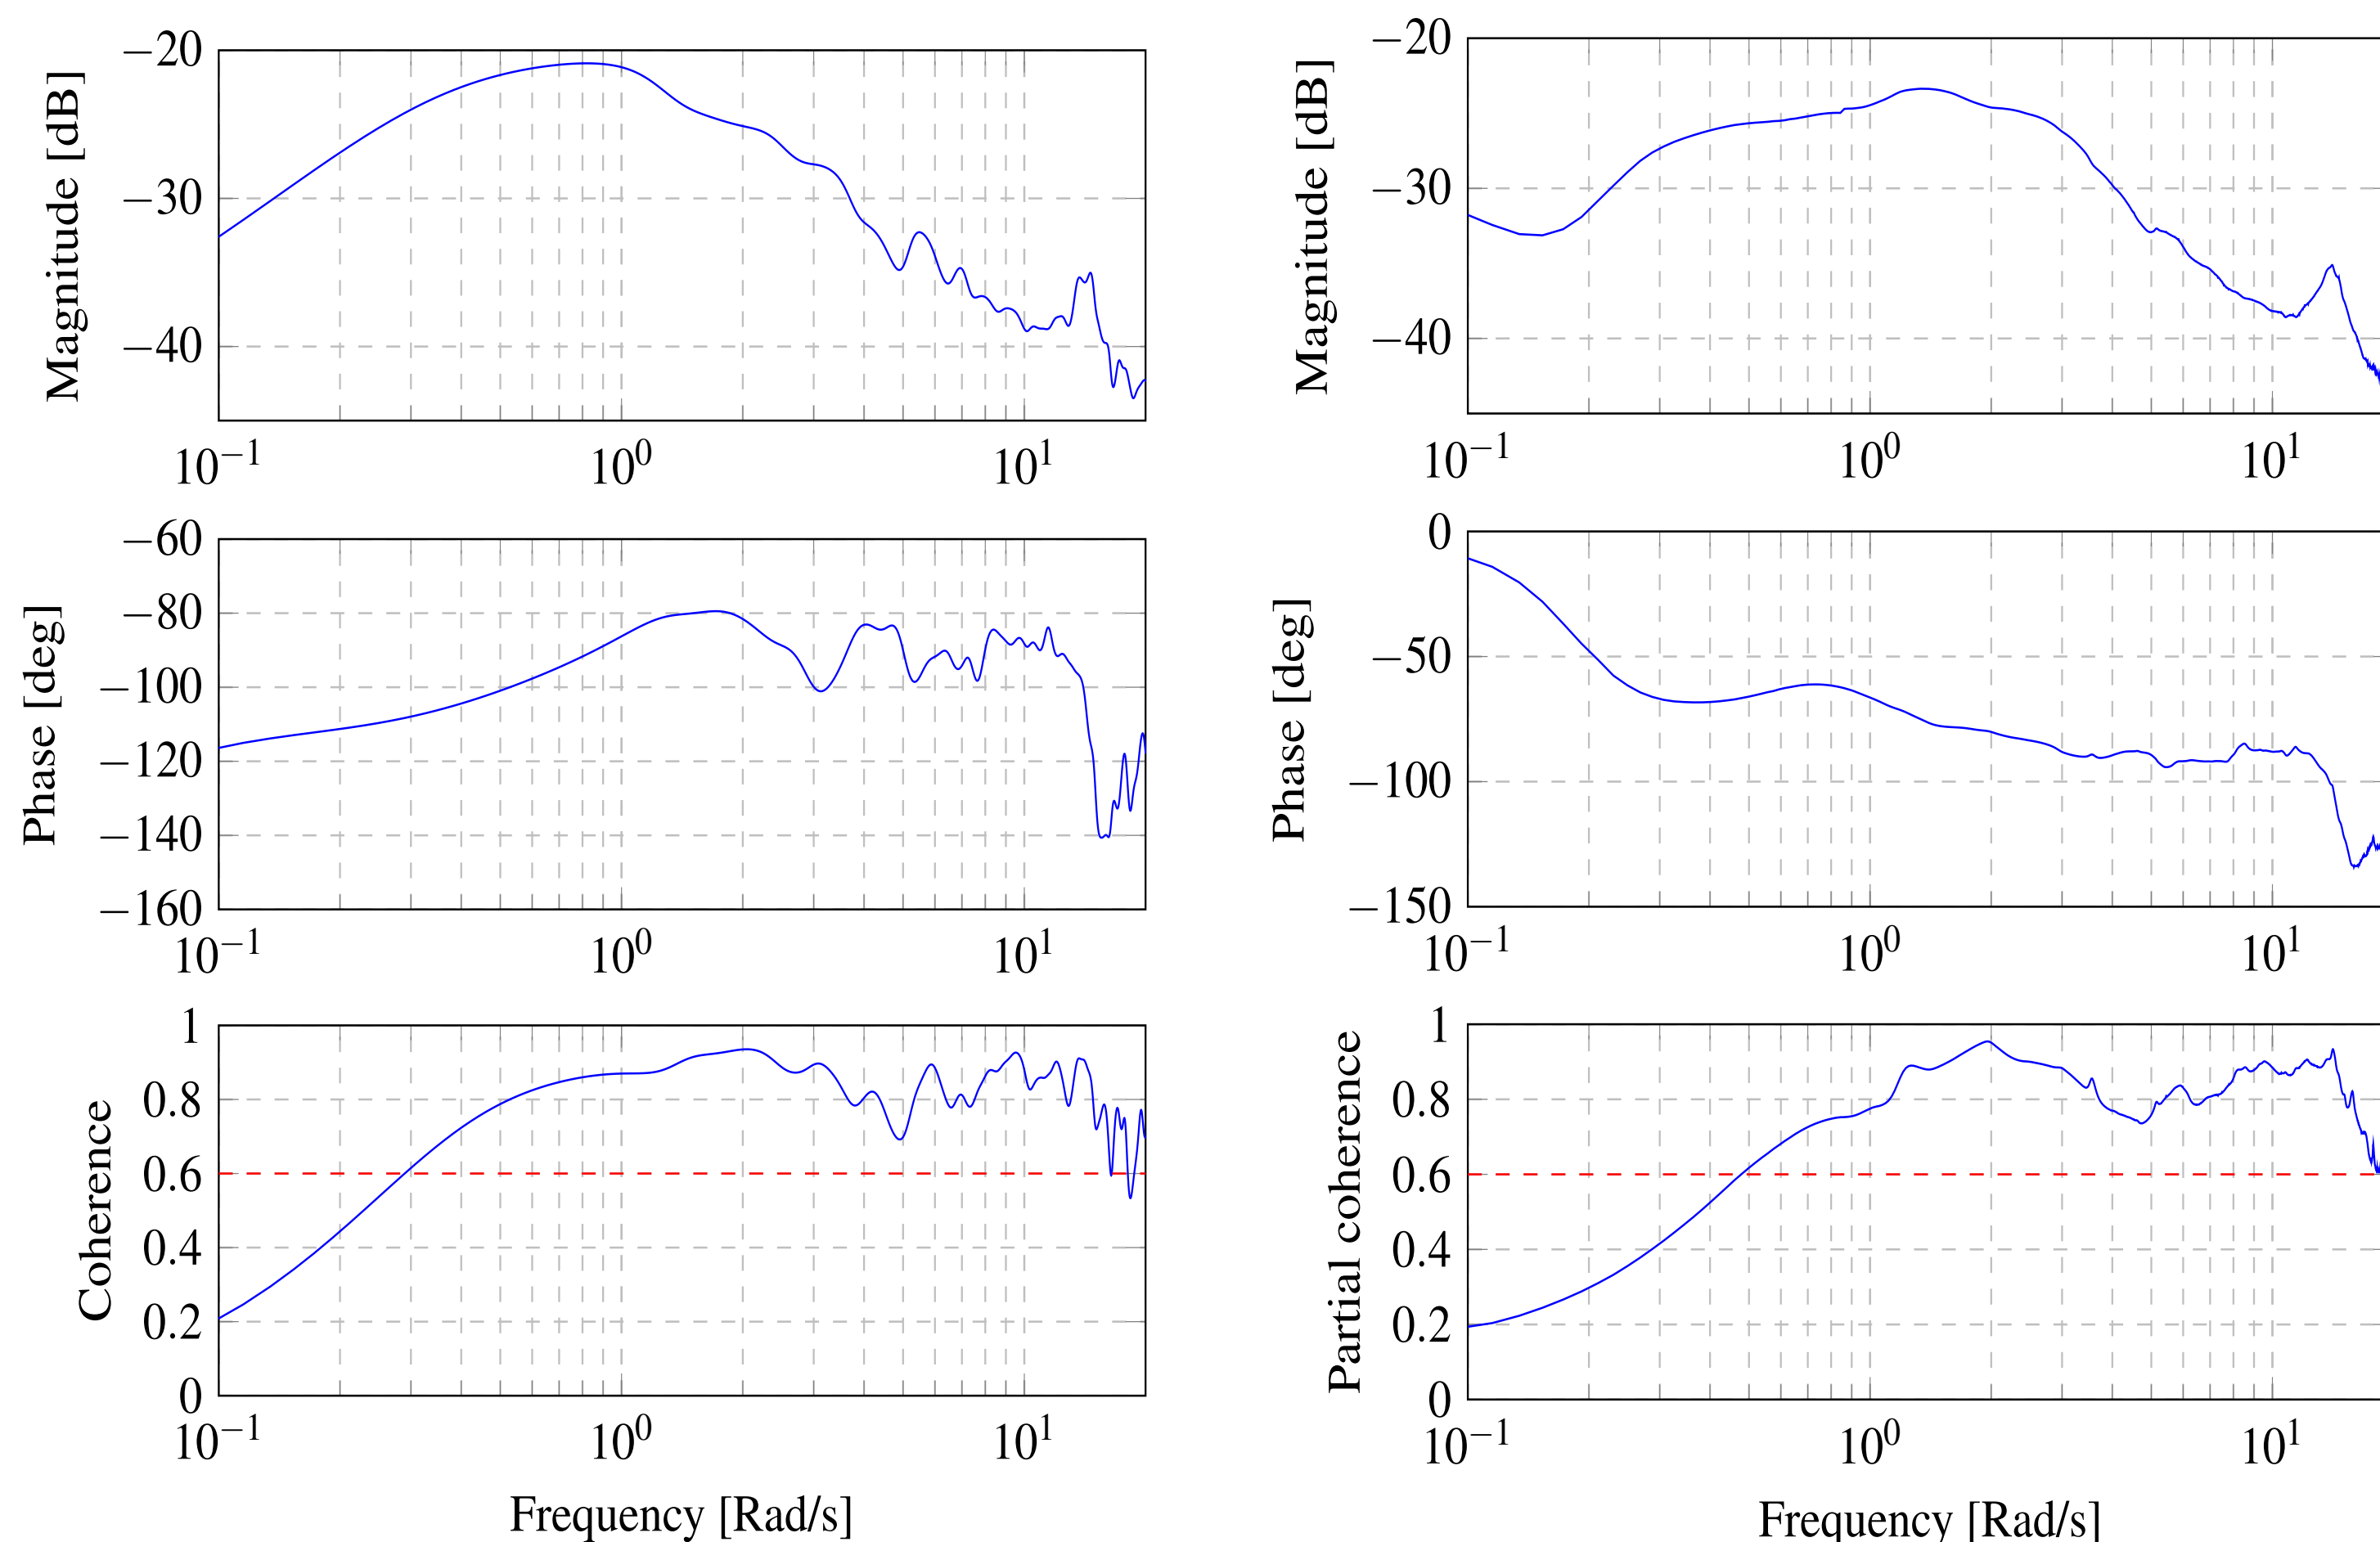 Magnitude [dB]
−20
−30
−40
10−1 100 101
Phase [deg]
−60
−80
−100
−120
−140
−160
10−1 100 101
Coherence
1
0.8
0.6
0.4
0.2
0
10−1 100 101
Frequency [Rad/s]
Magnitude [dB]
−20
−30
−40
10−1 100 101
Phase [deg]
0
−50
−100
−150
10−1 100 101
Partial coherence
1
0.8
0.6
0.4
0.2
0
10−1 100 101
Frequency [Rad/s]